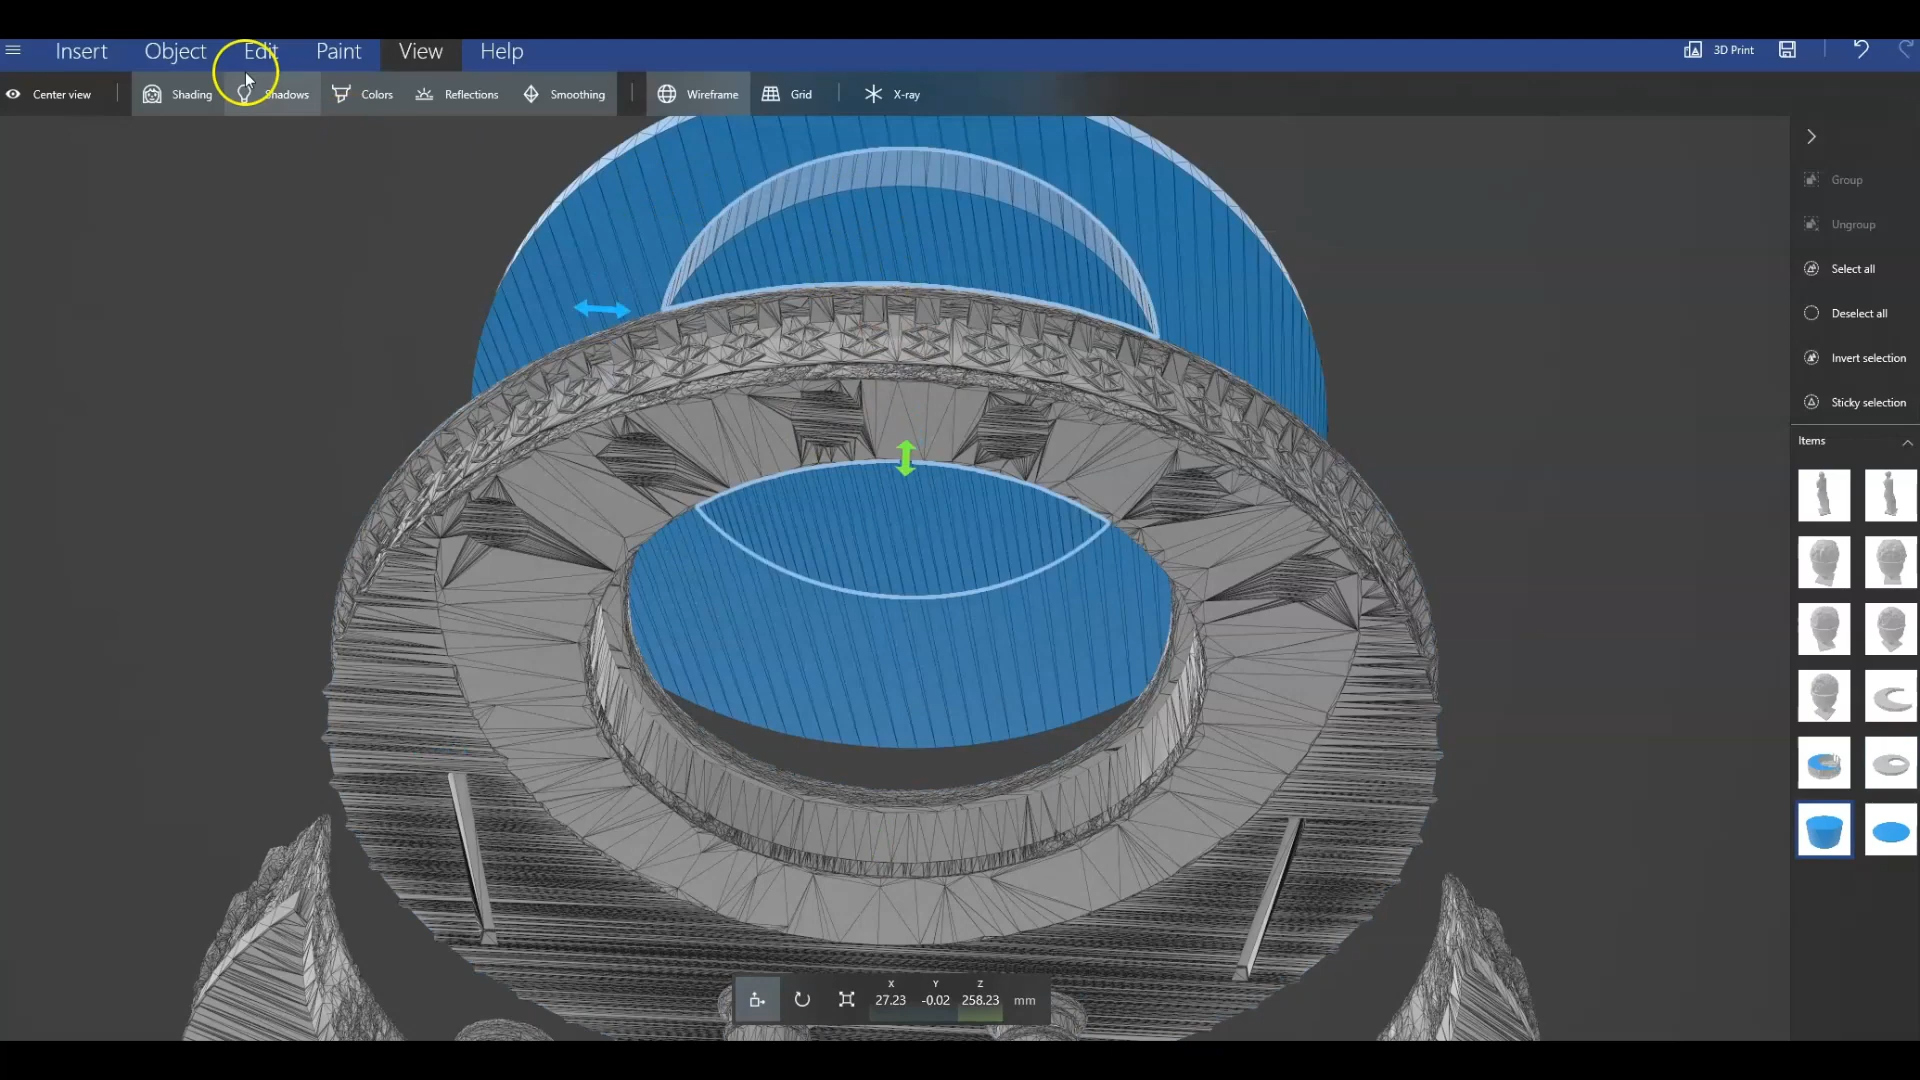 Insert Object Edit Paint View Help 3D Print
Center view Shading Shadows Colors Reflections Smoothing Wireframe Grid X-ray
Group
Ungroup
Select all
Deselect all
Invert selection
Sticky selection
Items
X Y Z
27.23 -0.02 258.23 mm